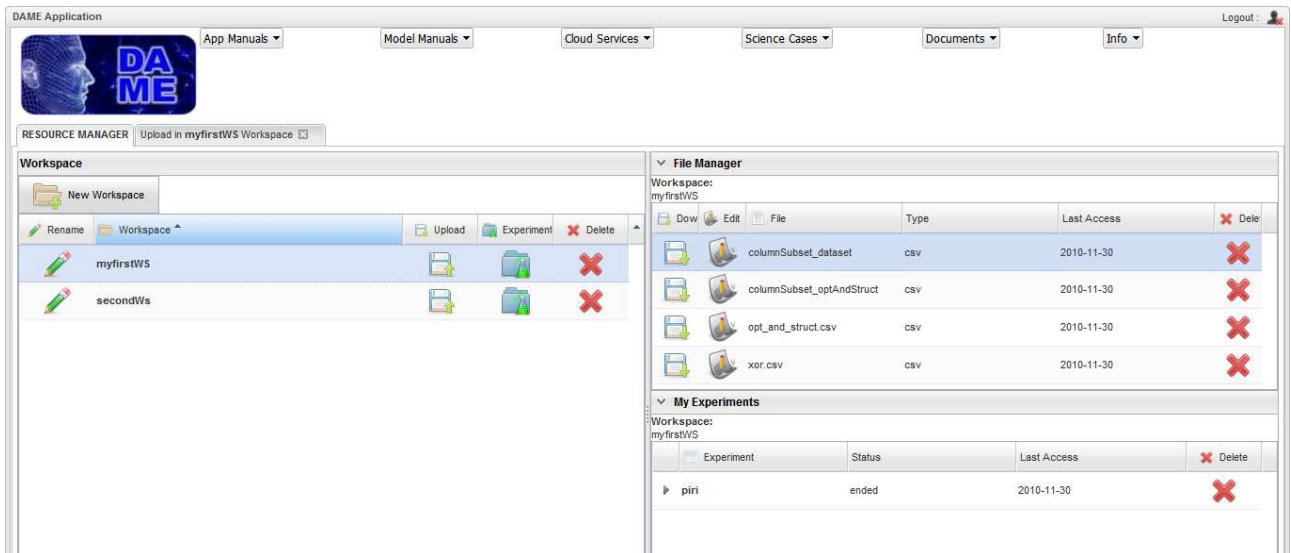 DAME Application
Logout :
App Manuals
Model Manuals
Cloud Services
Science Cases
Documents
Info
DA
ME
RESOURCE MANAGER
Upload in myfirstWS Workspace
Workspace
New Workspace
Rename Workspace Upload Experiment Delete
myfirstWS
secondWs
File Manager
Workspace:
myfirstWS
Dow Edit File Type Last Access Delet
columnSubset_dataset csv 2010-11-30
columnSubset_optAndStruct csv 2010-11-30
opt_and_struct.csv csv 2010-11-30
xor.csv csv 2010-11-30
My Experiments
Workspace:
myfirstWS
Experiment Status Last Access Delete
piri ended 2010-11-30